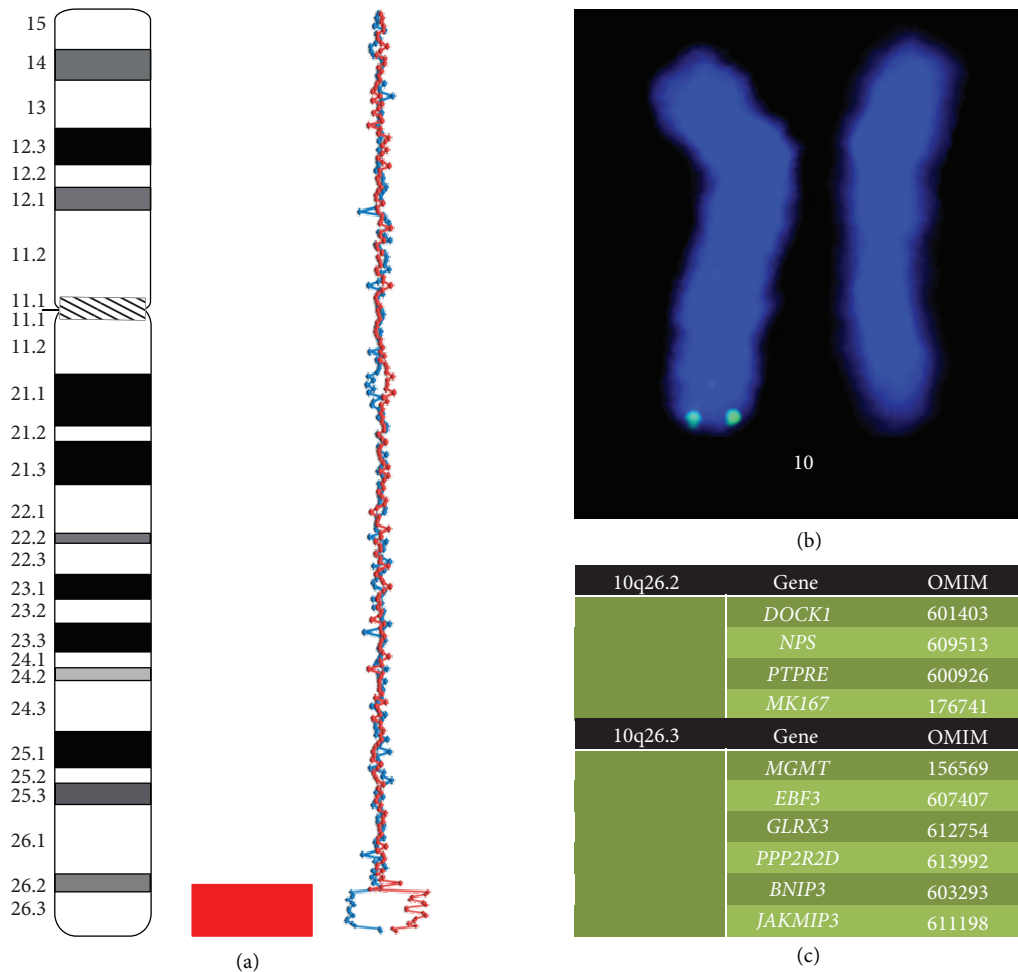 15
14
13
12.3
12.2
12.1
11.2
11.1
11.1
11.2
21.1
21.2
21.3
22.1
22.2
22.3
23.1
23.2
23.3
24.1
24.2
24.3
25.1
25.2
25.3
26.1
26.2
26.3
(a)
10
(b)
10q26.2 Gene OMIM
DOCK1 601403
NPS 609513
PTPRE 600926
MK167 176741
10q26.3 Gene OMIM
MGMT 156569
EBF3 607407
GLRX3 612754
PPP2R2D 613992
BNIP3 603293
JAKMIP3 611198
(c)